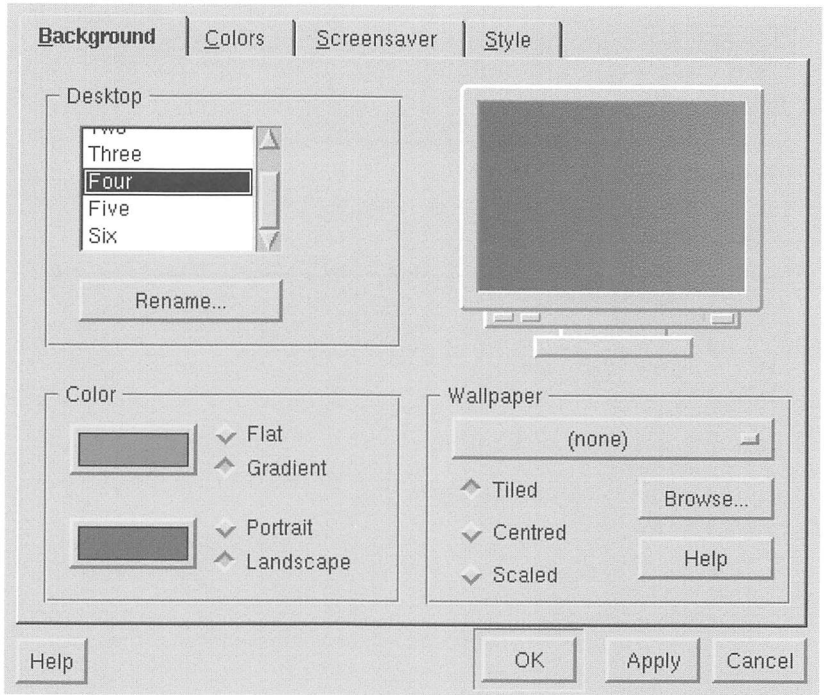 Background Colors Screensaver Style
Desktop
Two
Three
Four
Five
Six
Rename...
Color
Flat
Gradient
Portrait
Landscape
Wallpaper
(none)
Tiled
Centred
Scaled
Browse...
Help
Help OK Apply Cancel